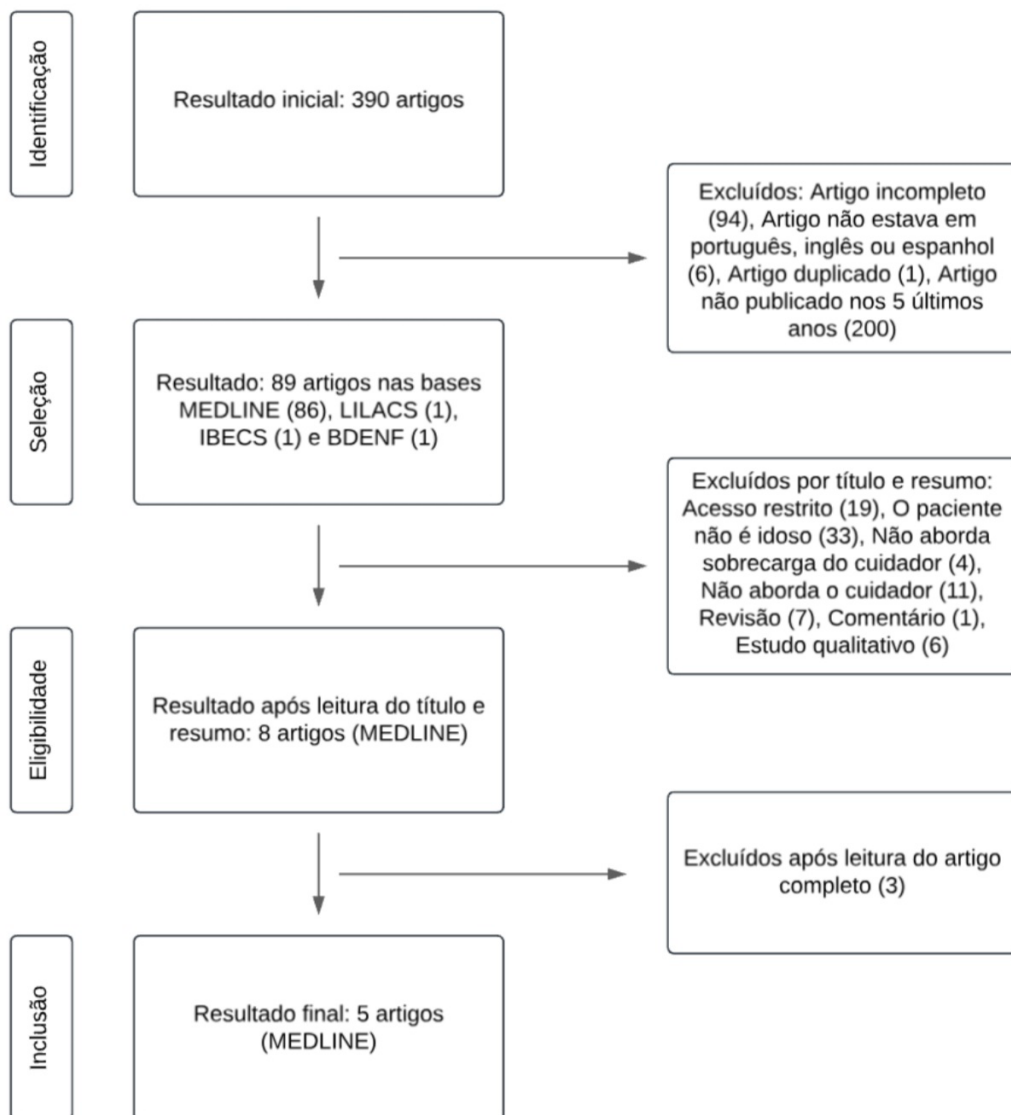 Identificação
Resultado inicial: 390 artigos
Excluídos: Artigo incompleto
(94), Artigo não estava em
português, inglês ou espanhol
(6), Artigo duplicado (1), Artigo
não publicado nos 5 últimos
anos (200)
Seleção
Resultado: 89 artigos nas bases
MEDLINE (86), LILACS (1),
IBECS (1) e BDENF (1)
Excluídos por título e resumo:
Acesso restrito (19), O paciente
não é idoso (33), Não aborda
sobrecarga do cuidador (4),
Não aborda o cuidador (11),
Revisão (7), Comentário (1),
Estudo qualitativo (6)
Eligibilidade
Resultado após leitura do título e
resumo: 8 artigos (MEDLINE)
Excluídos após leitura do artigo
completo (3)
Inclusão
Resultado final: 5 artigos
(MEDLINE)